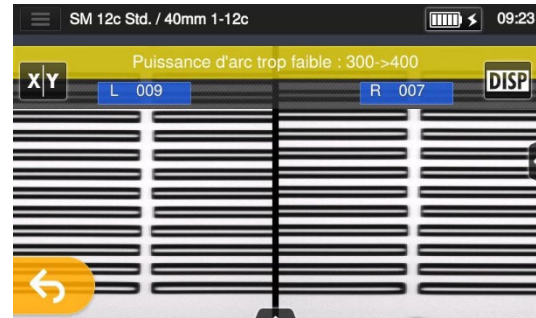 SM 12c Std. / 40mm 1-12c
09:23
Puissance d'arc trop faible : 300->400
X|Y
L 009
R 007
DISP